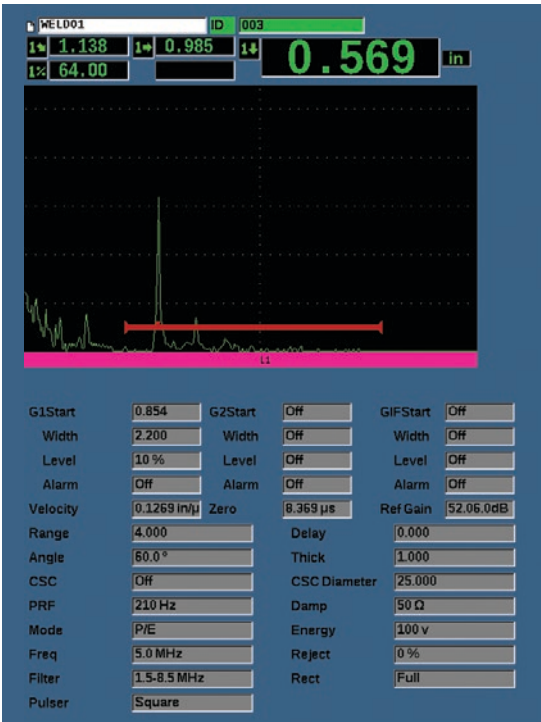 WELD01 ID 003
1 1.138 1 0.985 1 0.569 in
1% 64.00
L1
G1Start 0.854 G2Start Off GIFStart Off
Width 2.200 Width Off Width Off
Level 10 % Level Off Level Off
Alarm Off Alarm Off Alarm Off
Velocity 0.1269 in/µ Zero 8.369 µs Ref Gain 52.06.0dB
Range 4.000 Delay 0.000
Angle 60.0° Thick 1.000
CSC Off CSC Diameter 25.000
PRF 210 Hz Damp 50 Ω
Mode P/E Energy 100 v
Freq 5.0 MHz Reject 0 %
Filter 1.5-8.5 MHz Rect Full
Pulser Square